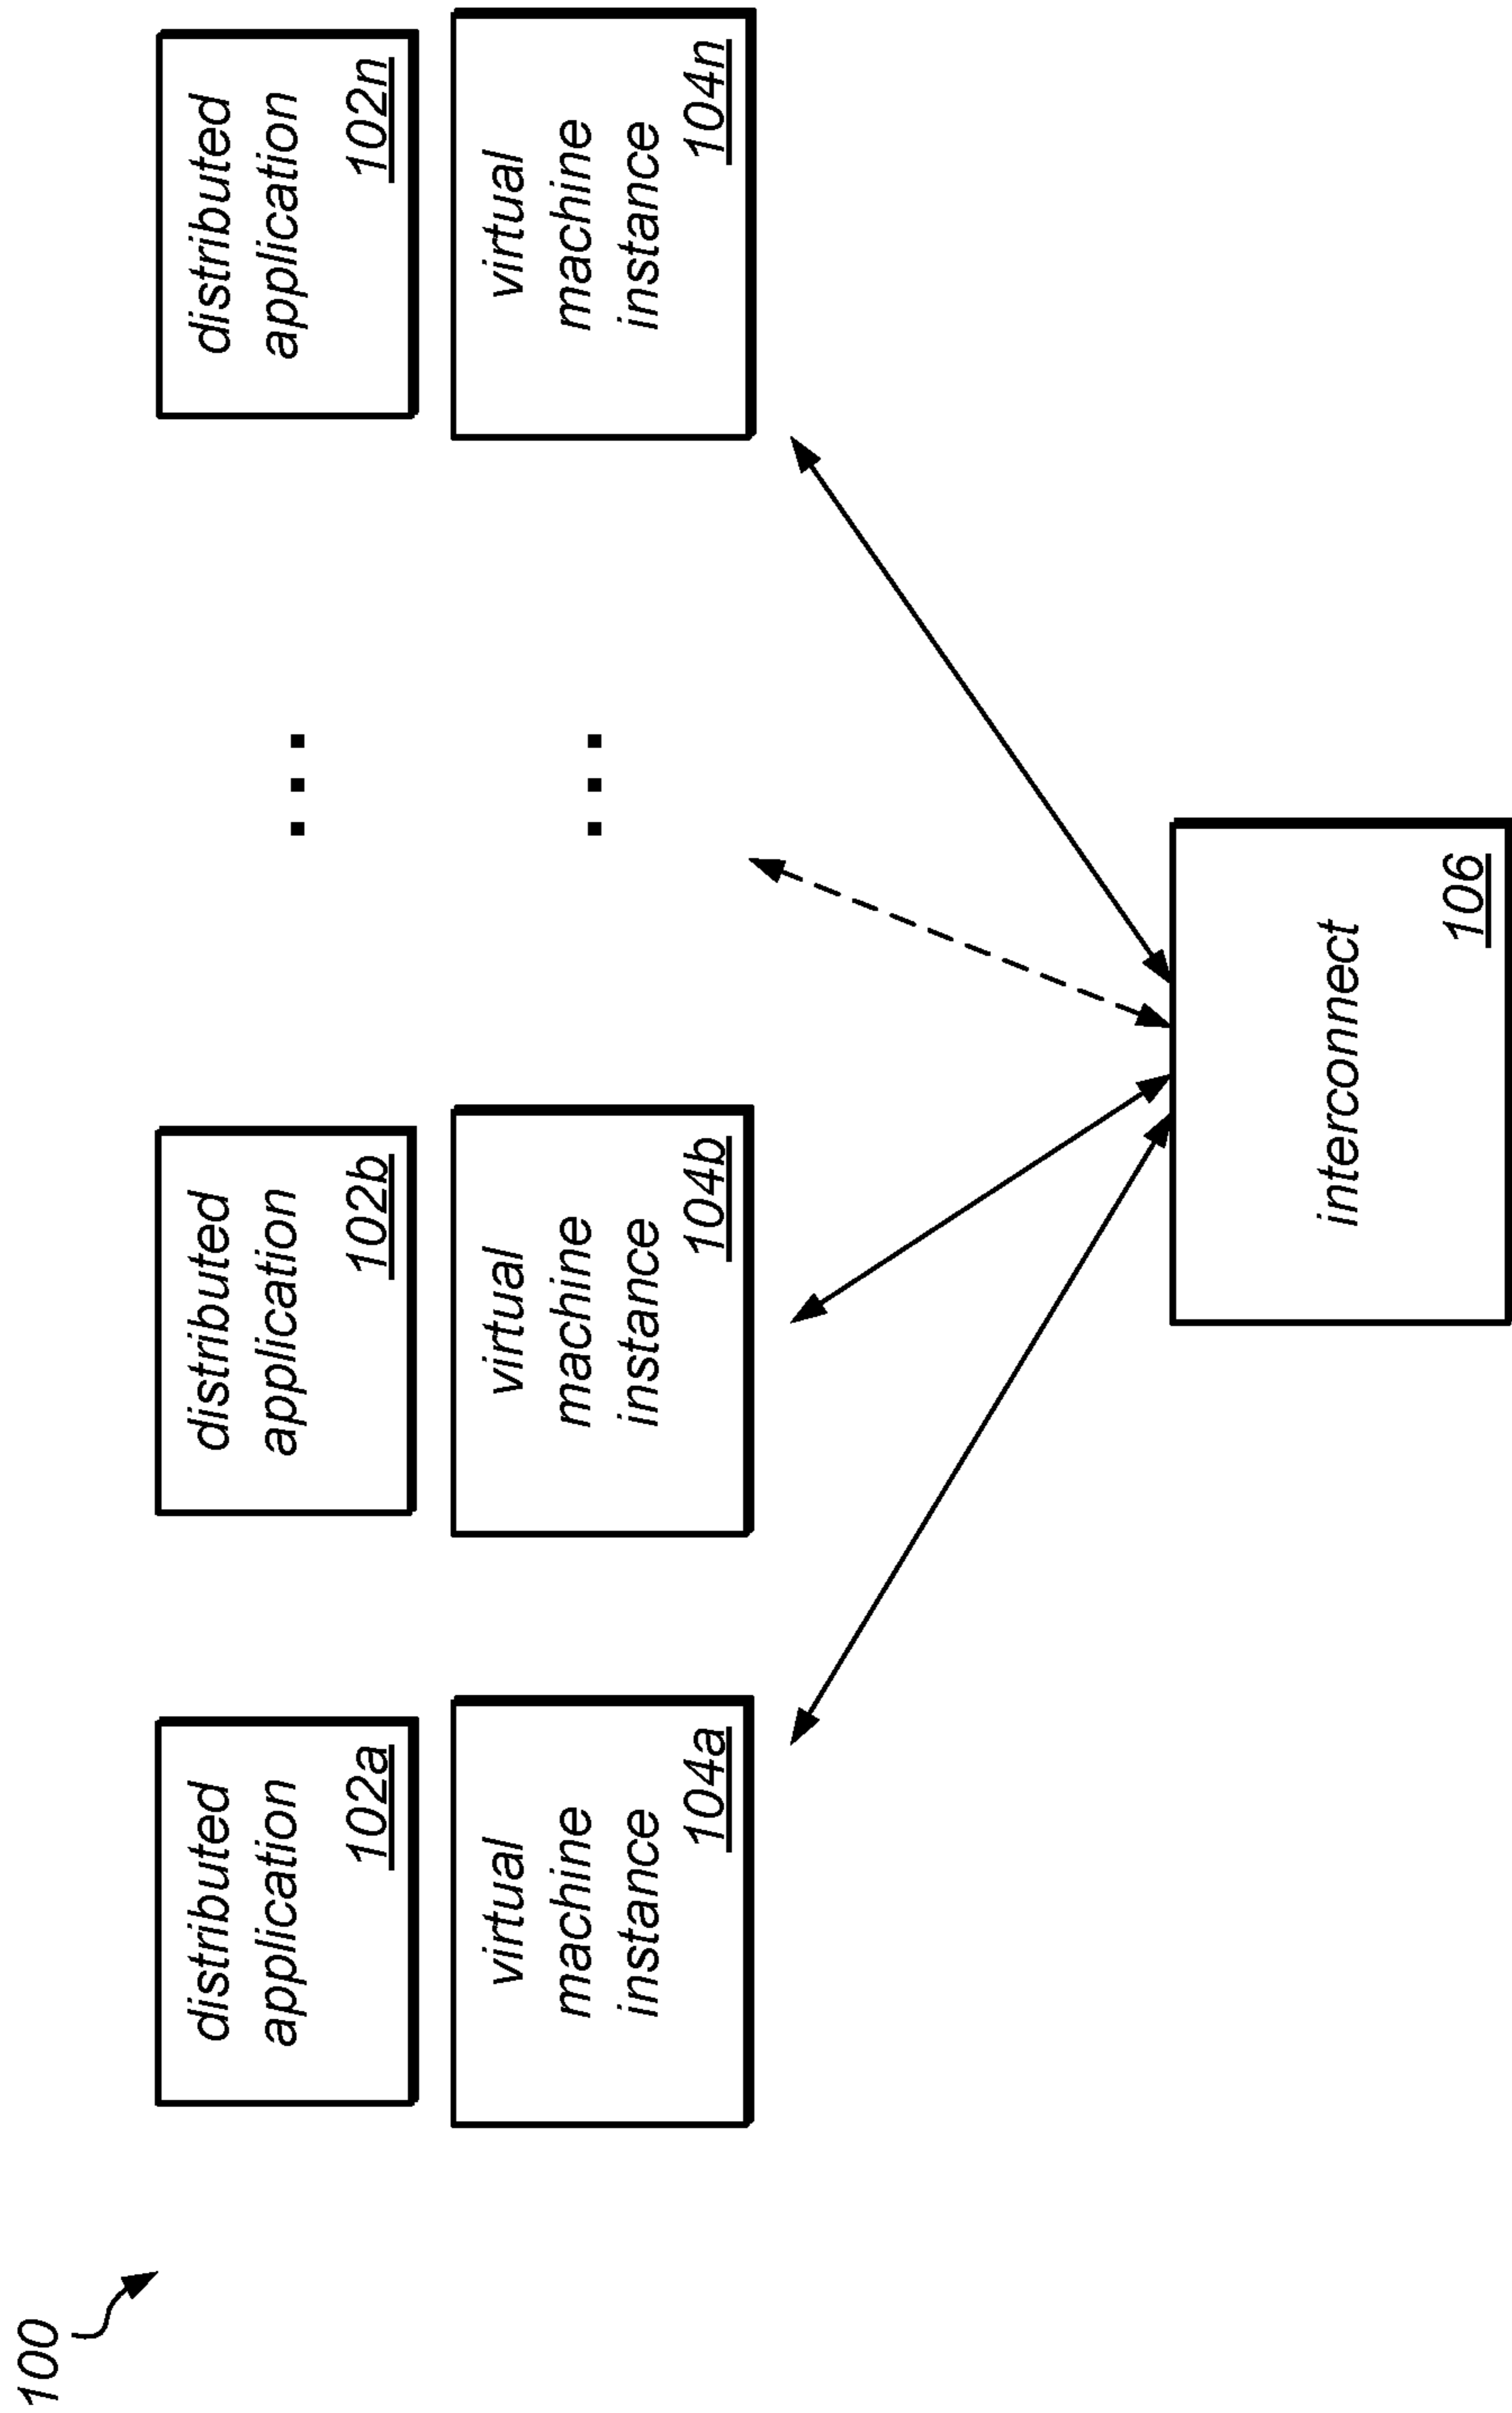 100
distributed
application
102a
distributed
application
102b
...
distributed
application
102n
virtual
machine
instance
104a
virtual
machine
instance
104b
...
virtual
machine
instance
104n
interconnect
106